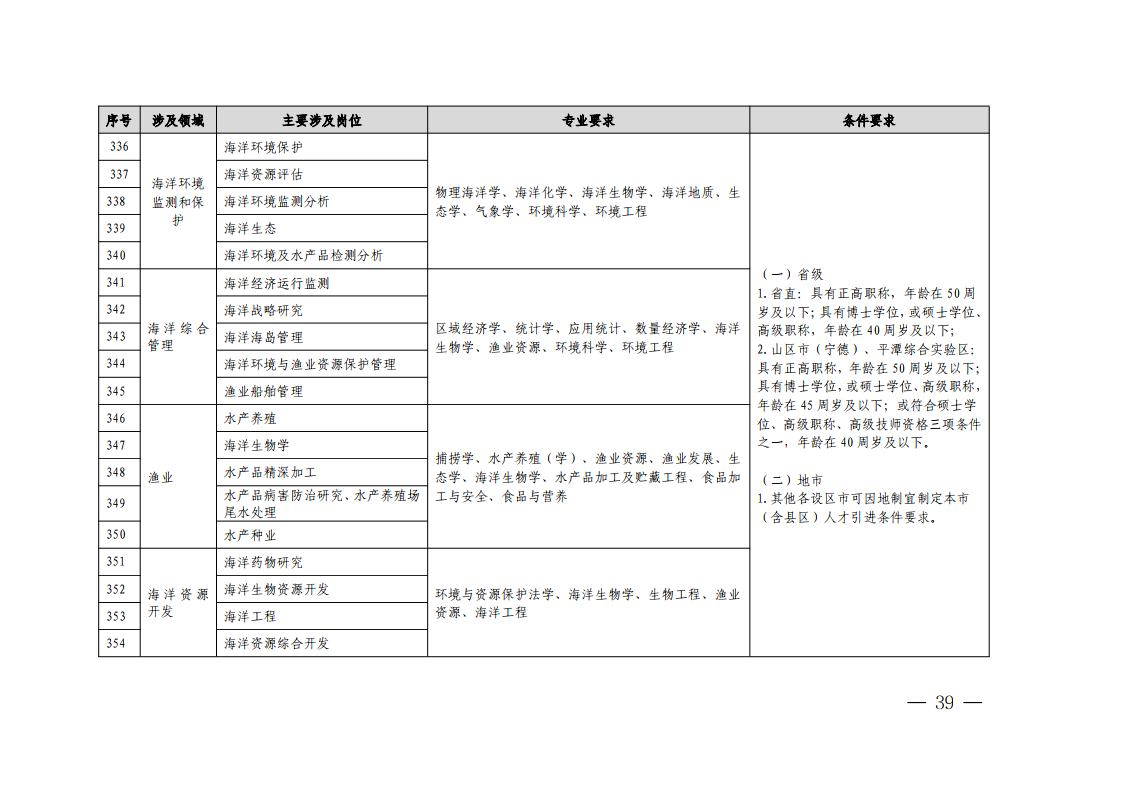 序号 涉及领域 主要涉及岗位 专业要求 条件要求
336 海洋环境保护
337 海洋资源评估
338 海洋环境监测分析
339 海洋生态
340 海洋环境及水产品检测分析
海洋环境
监测和保
护
物理海洋学、海洋化学、海洋生物学、海洋地质、生
态学、气象学、环境科学、环境工程
341 海洋经济运行监测
342 海洋战略研究
343 海洋海岛管理
344 海洋环境与渔业资源保护管理
345 渔业船舶管理
海洋综合
管理
区域经济学、统计学、应用统计、数量经济学、海洋
生物学、渔业资源、环境科学、环境工程
346 水产养殖
347 海洋生物学
348 水产品精深加工
349 水产品病害防治研究、水产养殖场
尾水处理
350 水产种业
渔业
捕捞学、水产养殖（学）、渔业资源、渔业发展、生
态学、海洋生物学、水产品加工及贮藏工程、食品加
工与安全、食品与营养
351 海洋药物研究
352 海洋生物资源开发
353 海洋工程
354 海洋资源综合开发
海洋资源
开发
环境与资源保护法学、海洋生物学、生物工程、渔业
资源、海洋工程
（一）省级
1.省直：具有正高职称，年龄在 50 周
岁及以下；具有博士学位，或硕士学位、
高级职称，年龄在 40 周岁及以下；
2.山区市（宁德）、平潭综合实验区：
具有正高职称，年龄在 50 周岁及以下；
具有博士学位，或硕士学位、高级职称，
年龄在 45 周岁及以下；或符合硕士学
位、高级职称、高级技师资格三项条件
之一，年龄在 40 周岁及以下。
（二）地市
1.其他各设区市可因地制宜制定本市
（含县区）人才引进条件要求。
— 39 —